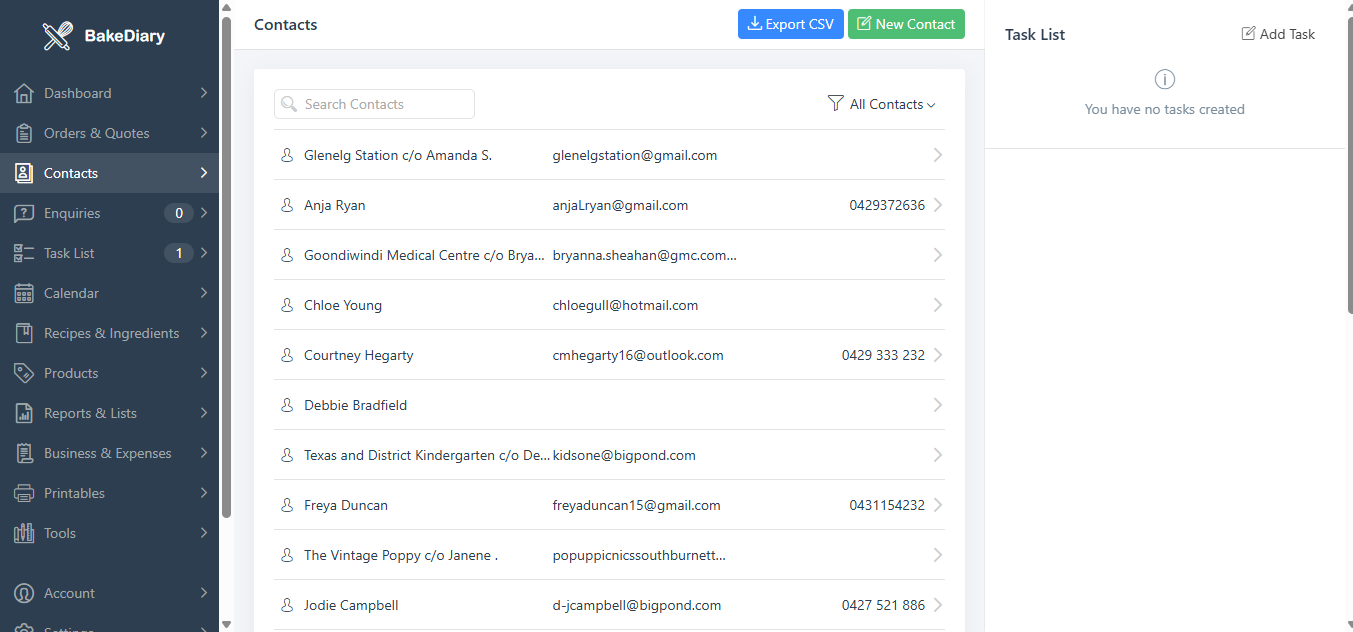 BakeDiary
Dashboard
Orders & Quotes
Contacts
Enquiries 0
Task List 1
Calendar
Recipes & Ingredients
Products
Reports & Lists
Business & Expenses
Printables
Tools
Account
Settings
Contacts
Export CSV
New Contact
Search Contacts
All Contacts
Glenelg Station c/o Amanda S. glenelgstation@gmail.com
Anja Ryan anjaLryan@gmail.com 0429372636
Goondiwindi Medical Centre c/o Brya... bryanna.sheahan@gmc.com...
Chloe Young chloegull@hotmail.com
Courtney Hegarty cmhegarty16@outlook.com 0429 333 232
Debbie Bradfield
Texas and District Kindergarten c/o De... kidsone@bigpond.com
Freya Duncan freyaduncan15@gmail.com 0431154232
The Vintage Poppy c/o Janene . popuppicnicssouthburnett...
Jodie Campbell d-jcampbell@bigpond.com 0427 521 886
Task List
Add Task
You have no tasks created